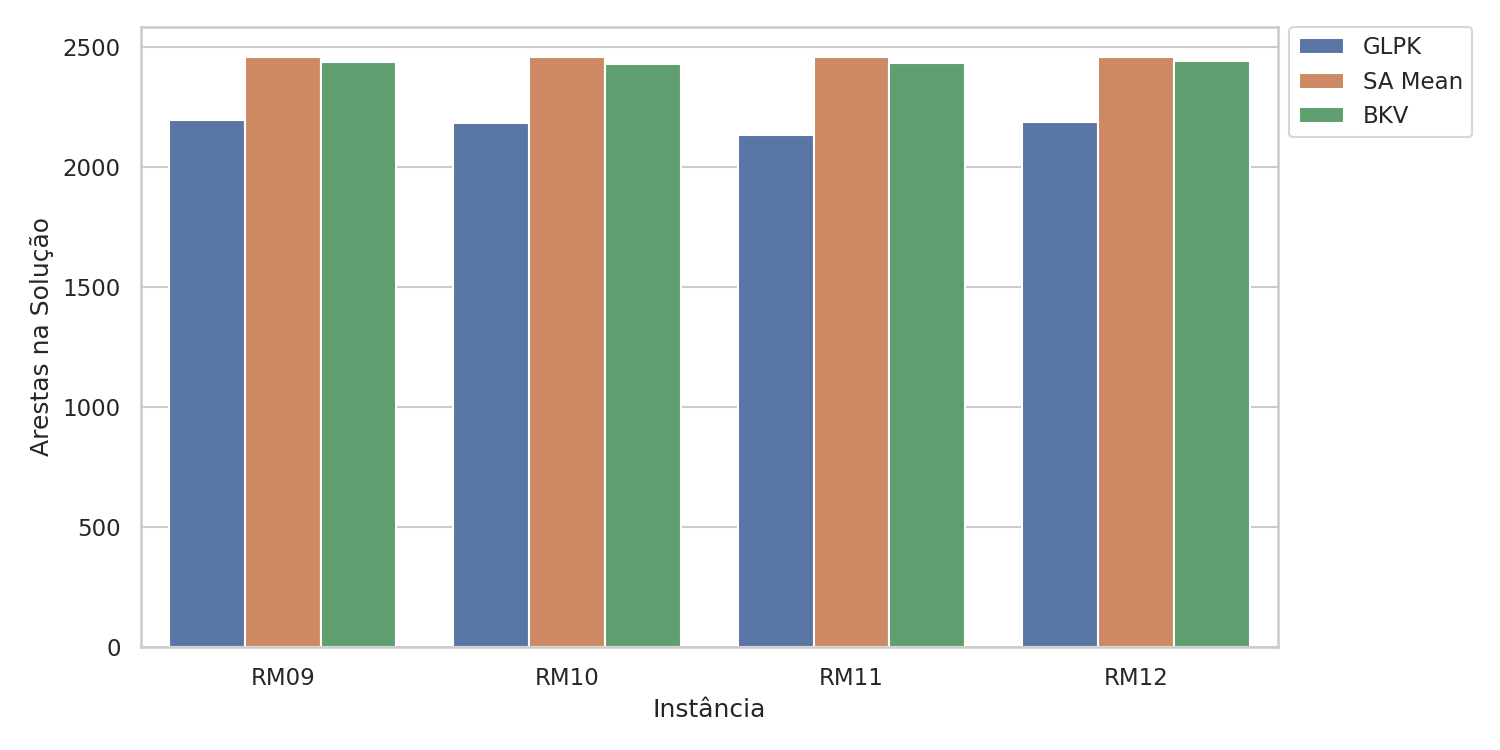 2500
2000
1500
1000
500
0
Arestas na Solução
RM09
RM10
RM11
RM12
Instância
GLPK
SA Mean
BKV